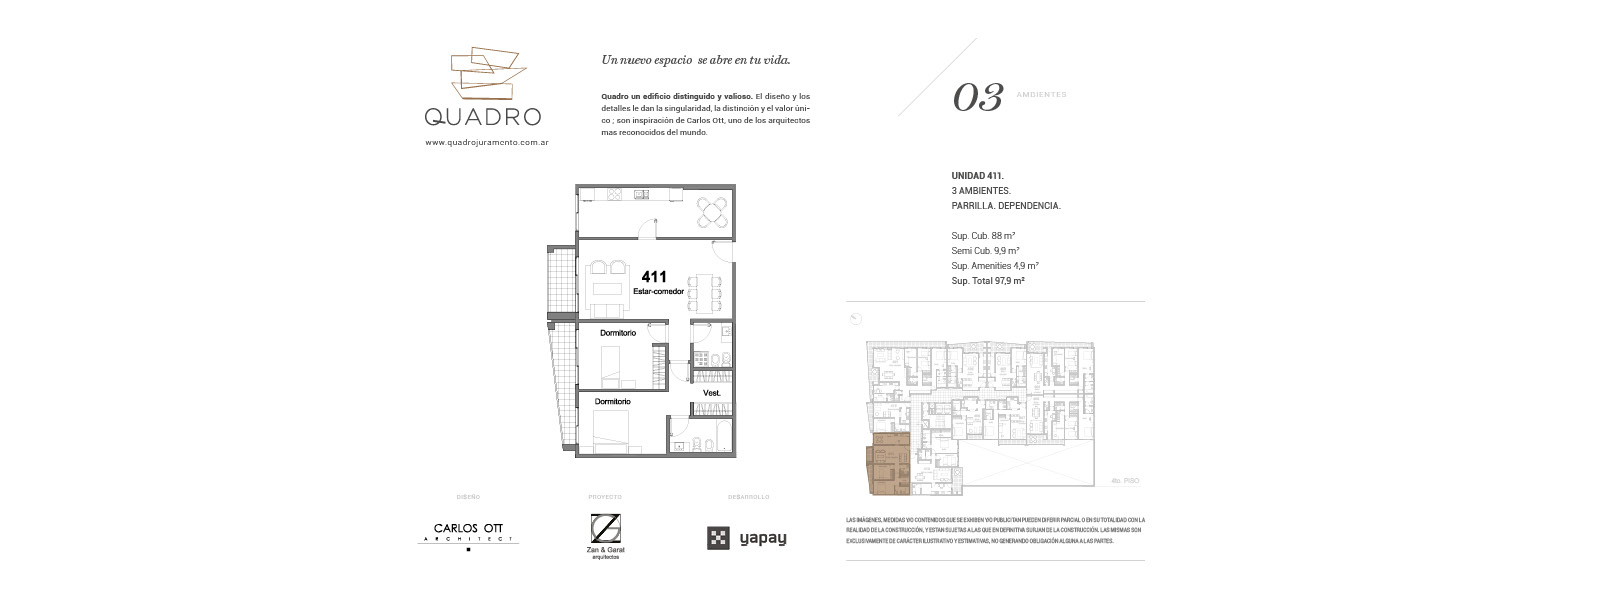 QUADRO
www.quadrojuramento.com.ar
Un nuevo espacio se abre en tu vida.
Quadro un edificio distinguido y valioso. El diseño y los
detalles le dan la singularidad, la distinción y el valor úni-
co ; son inspiración de Carlos Ott, uno de los arquitectos
mas reconocidos del mundo.
03 AMBIENTES
UNIDAD 411.
3 AMBIENTES.
PARRILLA. DEPENDENCIA.
Sup. Cub. 88 m²
Semi Cub. 9,9 m²
Sup. Amenities 4,9 m²
Sup. Total 97,9 m²
411
Estar-comedor
Dormitorio
Vest.
Dormitorio
4to. PISO
DISEÑO
CARLOS OTT
ARCHITECT
PROYECTO
Zan & Garat
arquitectos
DESARROLLO
yapay
LAS IMÁGENES, MEDIDAS Y/O CONTENIDOS QUE SE EXHIBEN Y/O PUBLICITAN PUEDEN DIFERIR PARCIAL O EN SU TOTALIDAD CON LA
REALIDAD DE LA CONSTRUCCIÓN, Y ESTAN SUJETAS A LAS QUE EN DEFINITIVA SURJAN DE LA CONSTRUCCIÓN. LAS MISMAS SON
EXCLUSIVAMENTE DE CARÁCTER ILUSTRATIVO Y ESTIMATIVAS, NO GENERANDO OBLIGACIÓN ALGUNA A LAS PARTES.